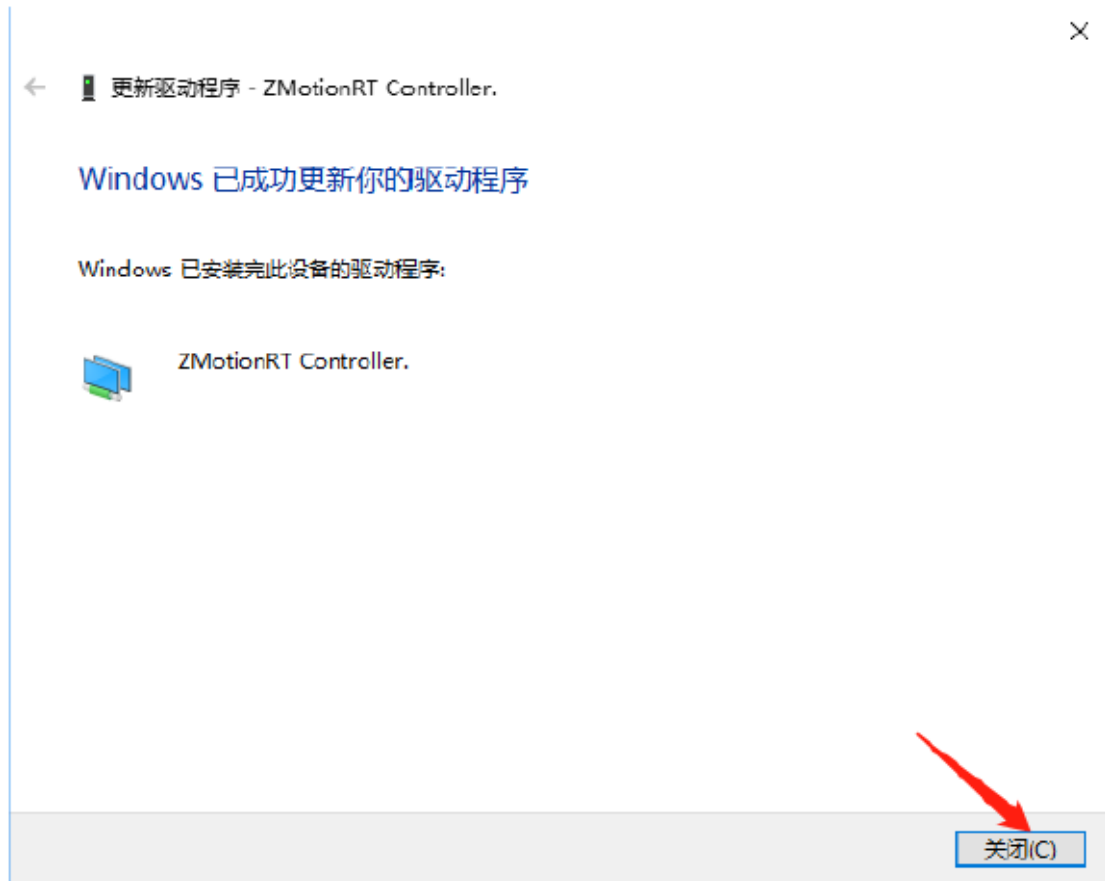 更新驱动程序 - ZMotionRT Controller.
Windows 已成功更新你的驱动程序
Windows 已安装完此设备的驱动程序:
ZMotionRT Controller.
关闭(C)